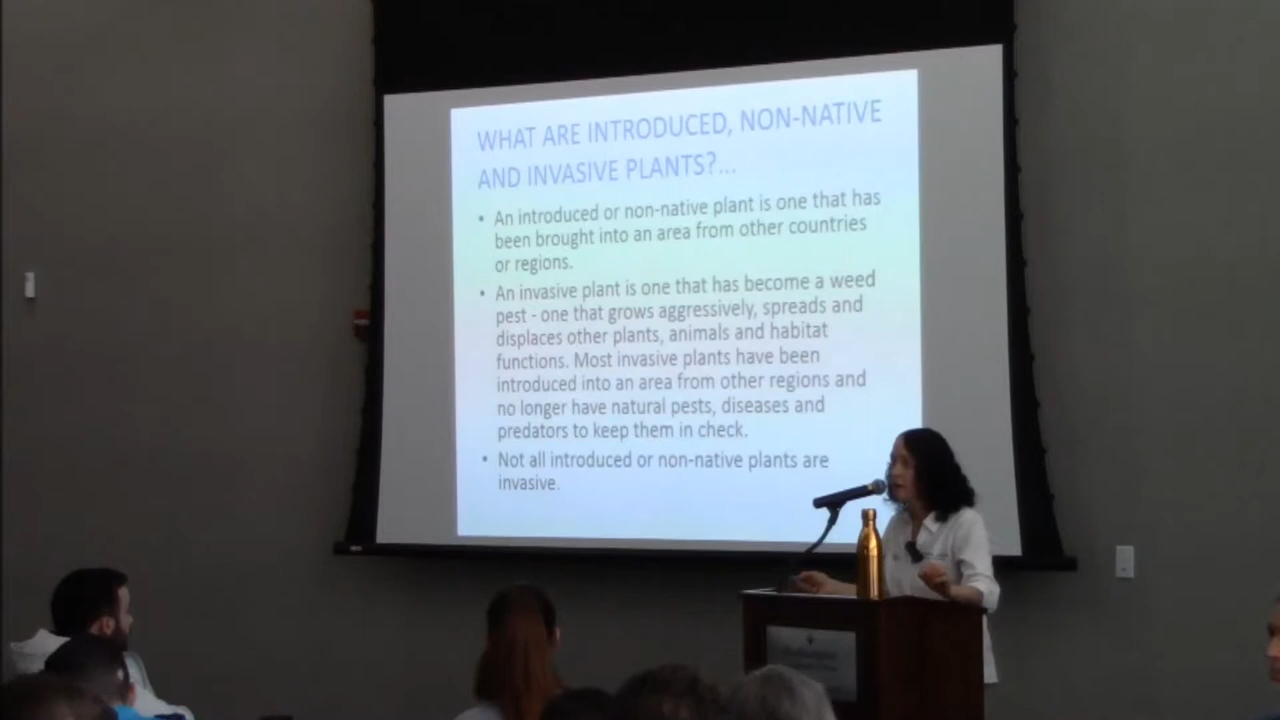 WHAT ARE INTRODUCED, NON-NATIVE
AND INVASIVE PLANTS?...
• An introduced or non-native plant is one that has
been brought into an area from other countries
or regions.
• An invasive plant is one that has become a weed
pest - one that grows aggressively, spreads and
displaces other plants, animals and habitat
functions. Most invasive plants have been
introduced into an area from other regions and
no longer have natural pests, diseases and
predators to keep them in check.
• Not all introduced or non-native plants are
invasive.